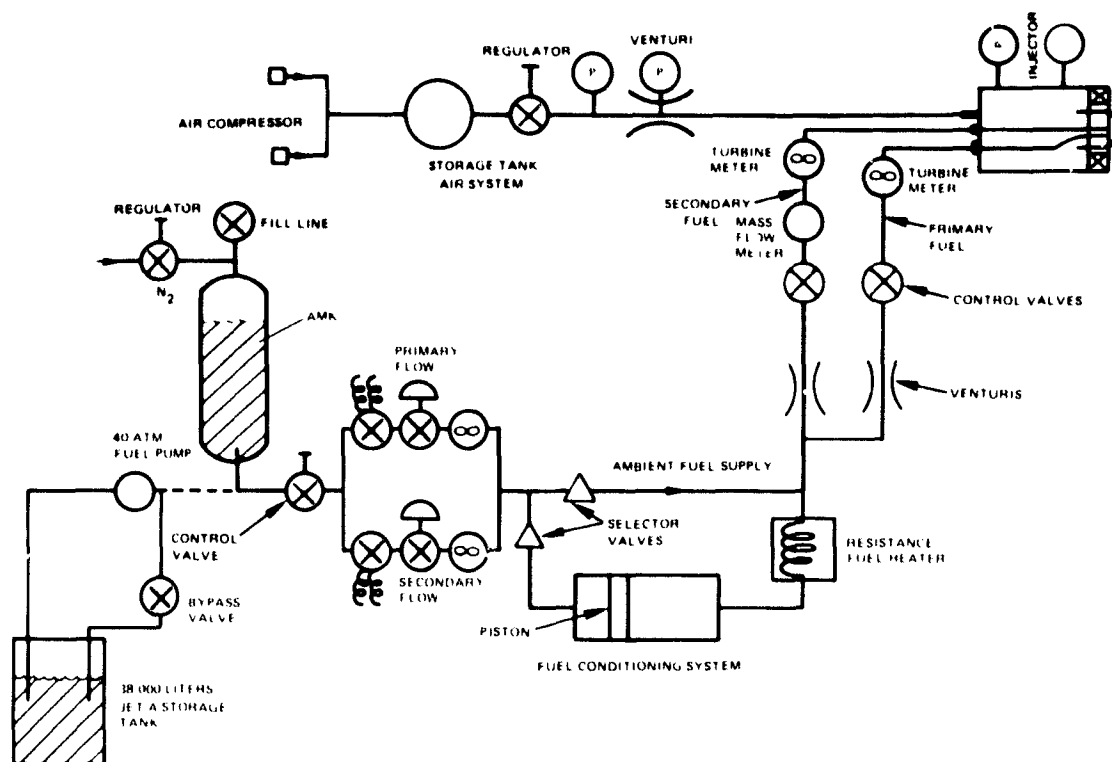 REGULATOR
VENTURI
P
P
P
INJECTOR
AIR COMPRESSOR
STORAGE TANK
AIR SYSTEM
TURBINE
METER
TURBINE
METER
SECONDARY
FUEL
MASS
FLOW
METER
PRIMARY
FUEL
REGULATOR
FILL LINE
N2
CONTROL VALVES
AMK
PRIMARY
FLOW
VENTURIS
40 ATM
FUEL PUMP
AMBIENT FUEL SUPPLY
CONTROL
VALVE
SELECTOR
VALVES
RESISTANCE
FUEL HEATER
SECONDARY
FLOW
BYPASS
VALVE
PISTON
FUEL CONDITIONING SYSTEM
38 000 LITERS
JET A STORAGE
TANK